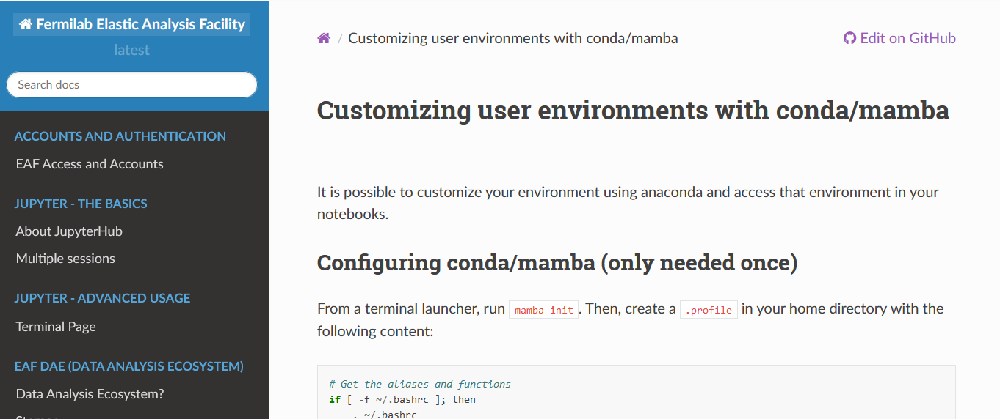 Fermilab Elastic Analysis Facility
latest
Search docs
ACCOUNTS AND AUTHENTICATION
EAF Access and Accounts
JUPYTER - THE BASICS
About JupyterHub
Multiple sessions
JUPYTER - ADVANCED USAGE
Terminal Page
EAF DAE (DATA ANALYSIS ECOSYSTEM)
Data Analysis Ecosystem?
/ Customizing user environments with conda/mamba
Edit on GitHub
Customizing user environments with conda/mamba
It is possible to customize your environment using anaconda and access that environment in your
notebooks.
Configuring conda/mamba (only needed once)
From a terminal launcher, run mamba init. Then, create a .profile in your home directory with the
following content:
# Get the aliases and functions
if [ -f ~/.bashrc ]; then
. ~/.bashrc